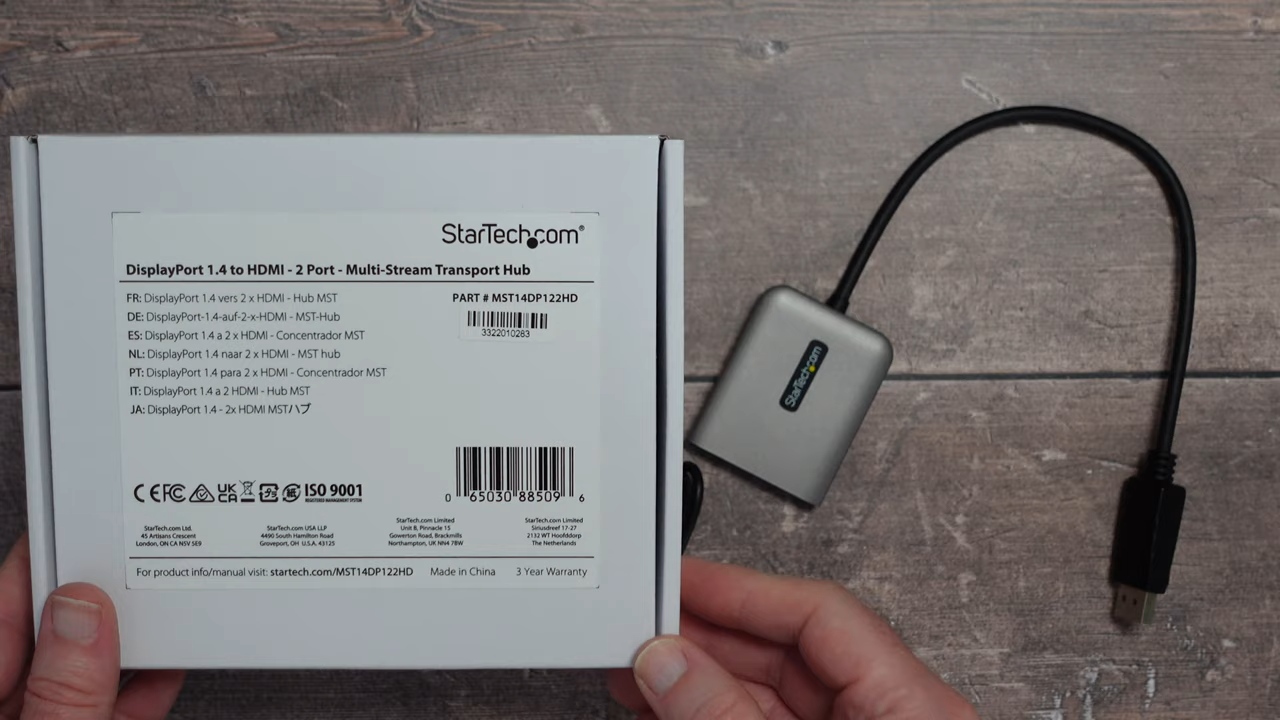 StarTech.com®
DisplayPort 1.4 to HDMI - 2 Port - Multi-Stream Transport Hub
FR: DisplayPort 1.4 vers 2 x HDMI - Hub MST
DE: DisplayPort-1.4-auf-2-x-HDMI - MST-Hub
ES: DisplayPort 1.4 a 2 x HDMI - Concentrador MST
NL: DisplayPort 1.4 naar 2 x HDMI - MST hub
PT: DisplayPort 1.4 para 2 x HDMI - Concentrador MST
IT: DisplayPort 1.4 a 2 HDMI - Hub MST
JA: DisplayPort 1.4 - 2x HDMI MSTハブ
PART # MST14DP122HD
3322010283
0 65030 88509 6
CE FC UK CA ISO 9001
REGISTERED MANAGEMENT SYSTEM
StarTech.com Ltd.
45 Artisans Crescent
London, ON CA N5V 5E9
StarTech.com USA LLP
4490 South Hamilton Road
Groveport, OH U.S.A. 43125
StarTech.com Limited
Unit B, Pinnacle 15
Gowerton Road, Brackmills
Northampton, UK NN4 7BW
StarTech.com Limited
Siriusdreef 17-27
2132 WT Hoofddorp
The Netherlands
For product info/manual visit: startech.com/MST14DP122HD Made in China 3 Year Warranty
StarTech.com